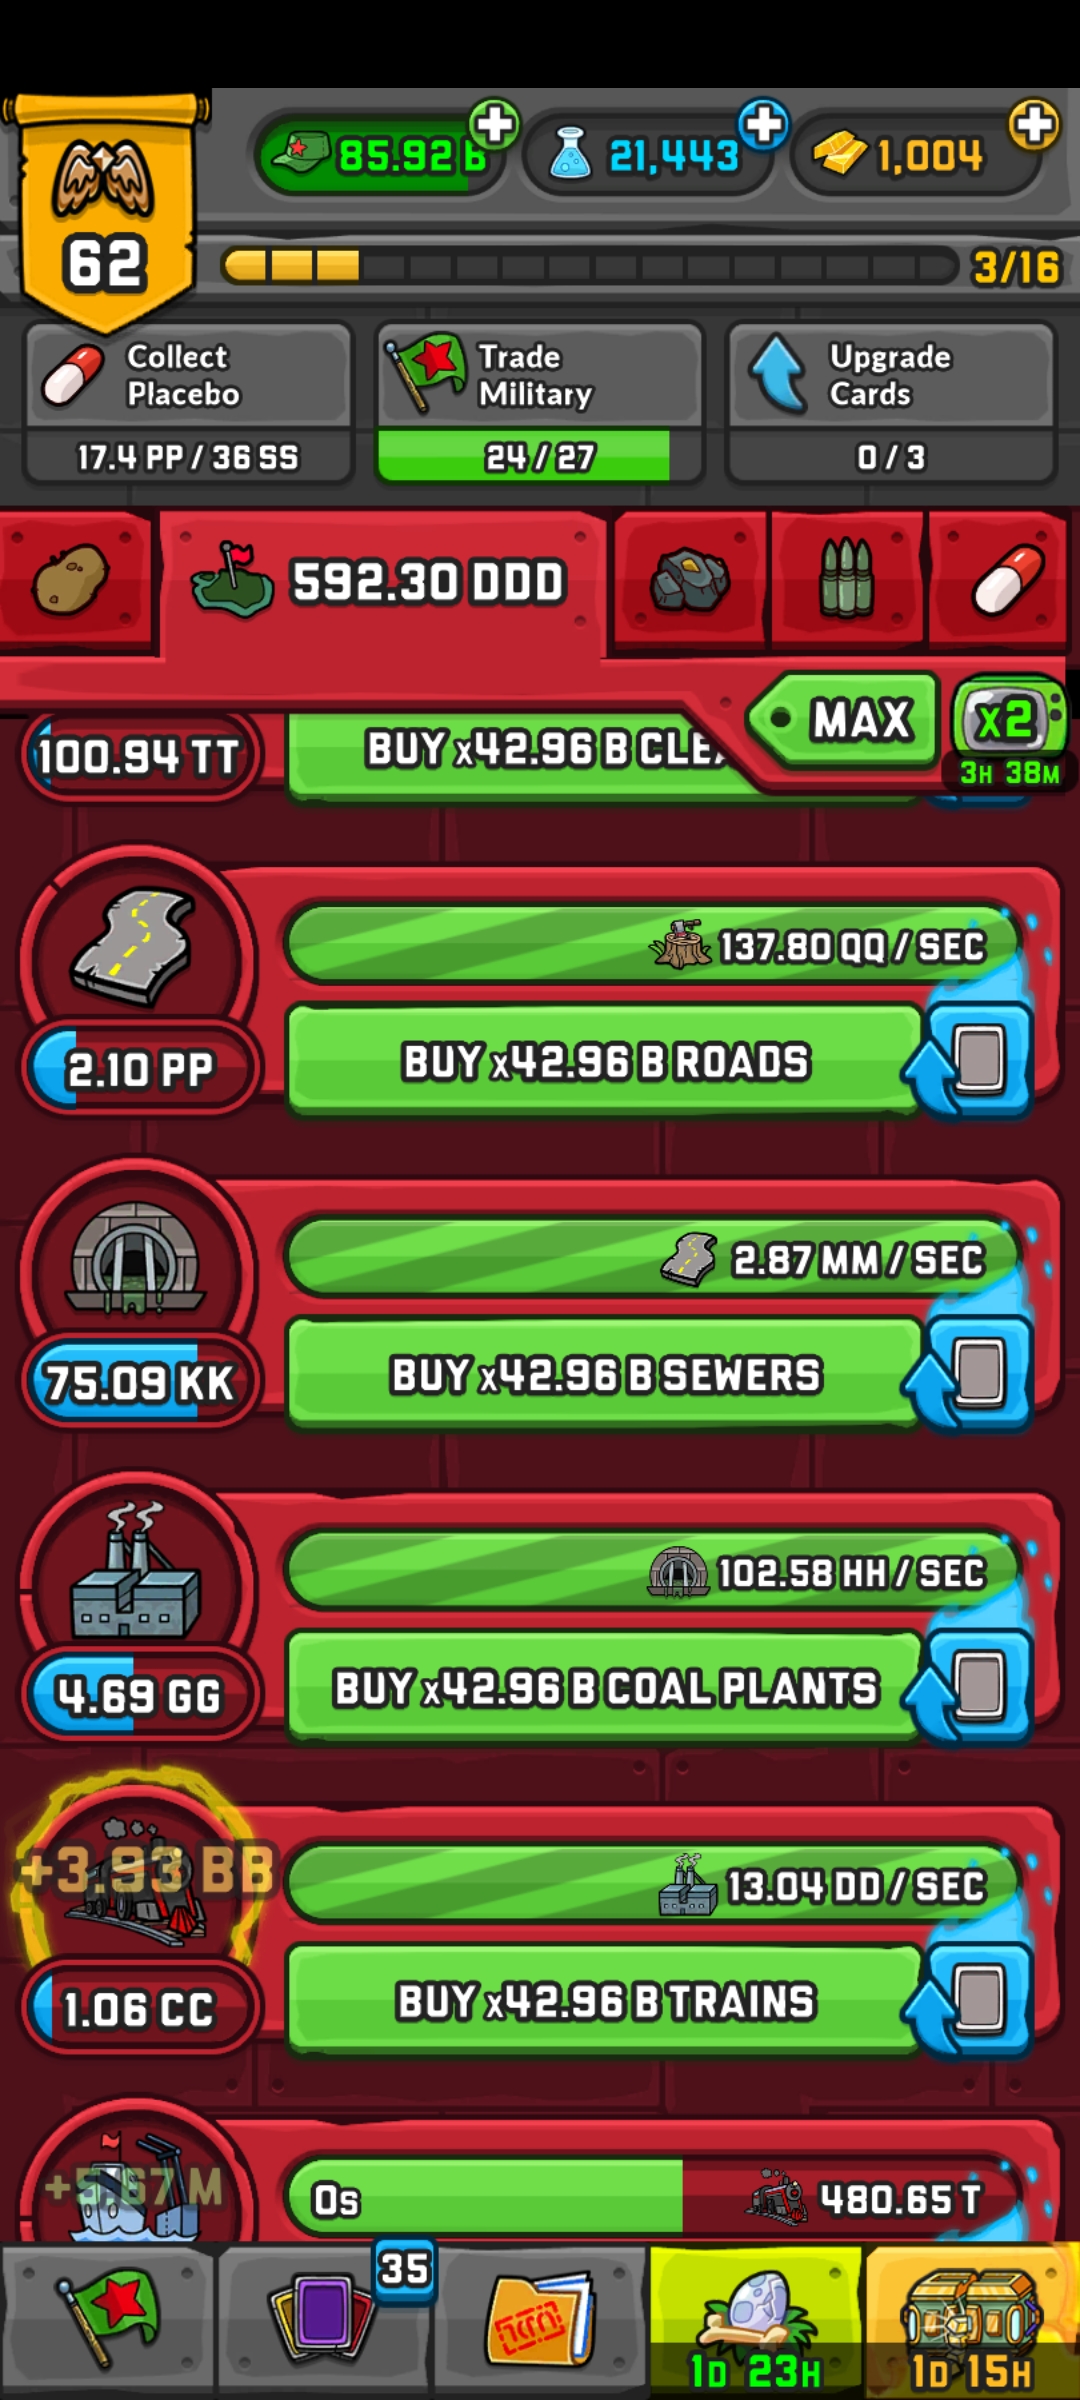 85.92 B
21,443
1,004
62
3/16
Collect
Placebo
17.4 PP / 36 SS
Trade
Military
24 / 27
Upgrade
Cards
0 / 3
592.30 DDD
MAX
x2
3H 38M
100.94 TT
BUY x42.96 B CLEA
137.80 QQ / SEC
2.10 PP
BUY x42.96 B ROADS
2.87 MM / SEC
75.09 KK
BUY x42.96 B SEWERS
102.58 HH / SEC
4.69 GG
BUY x42.96 B COAL PLANTS
+3.93 BB
13.04 DD / SEC
1.06 CC
BUY x42.96 B TRAINS
+5.67 M
0s
480.65 T
35
1D 23H
1D 15H